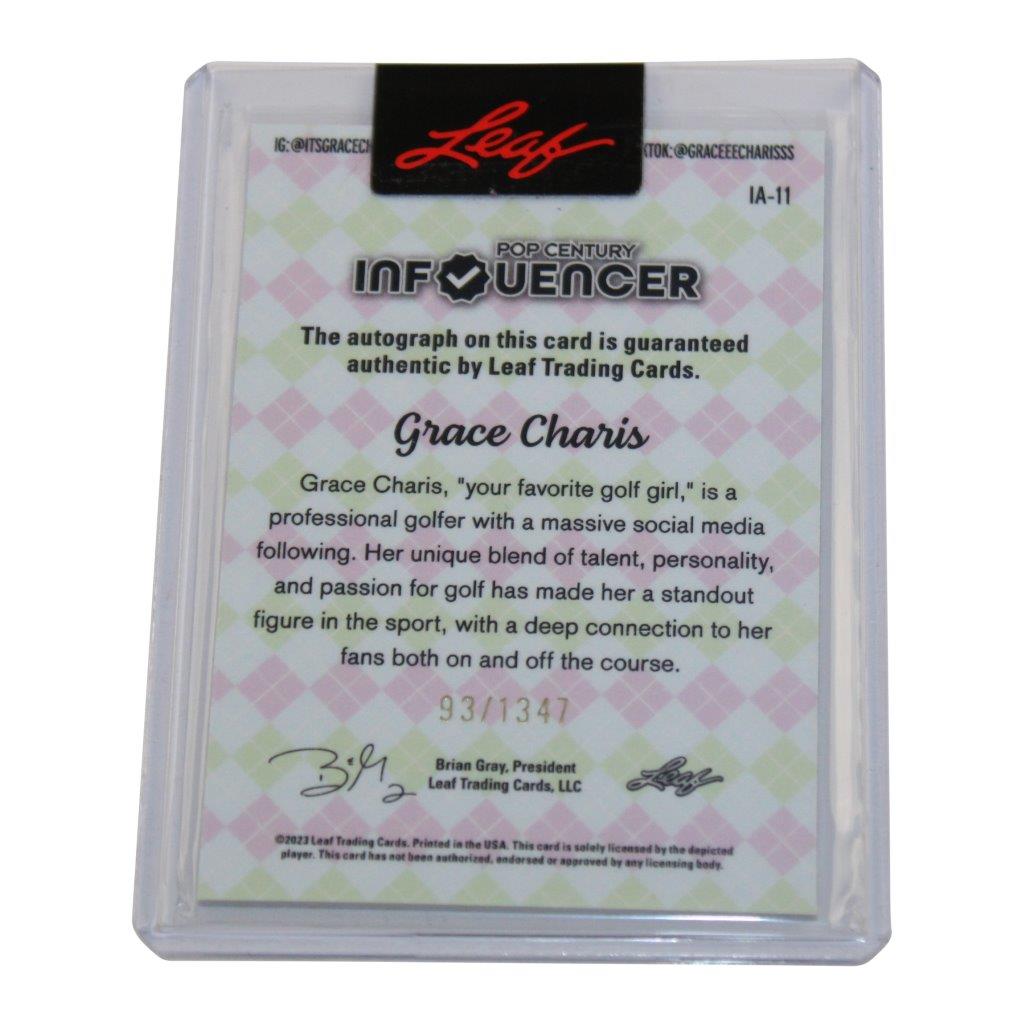 Leaf
IG: @ITSGRACECH
KTOK: @GRACEEECHARISSS
IA-11
POP CENTURY
INFLUENCER
The autograph on this card is guaranteed
authentic by Leaf Trading Cards.
Grace Charis
Grace Charis, "your favorite golf girl," is a
professional golfer with a massive social media
following. Her unique blend of talent, personality,
and passion for golf has made her a standout
figure in the sport, with a deep connection to her
fans both on and off the course.
93/1347
Brian Gray, President
Leaf Trading Cards, LLC
Leaf
©2023 Leaf Trading Cards. Printed in the USA. This card is solely licensed by the depicted
player. This card has not been authorized, endorsed or approved by any licensing body.